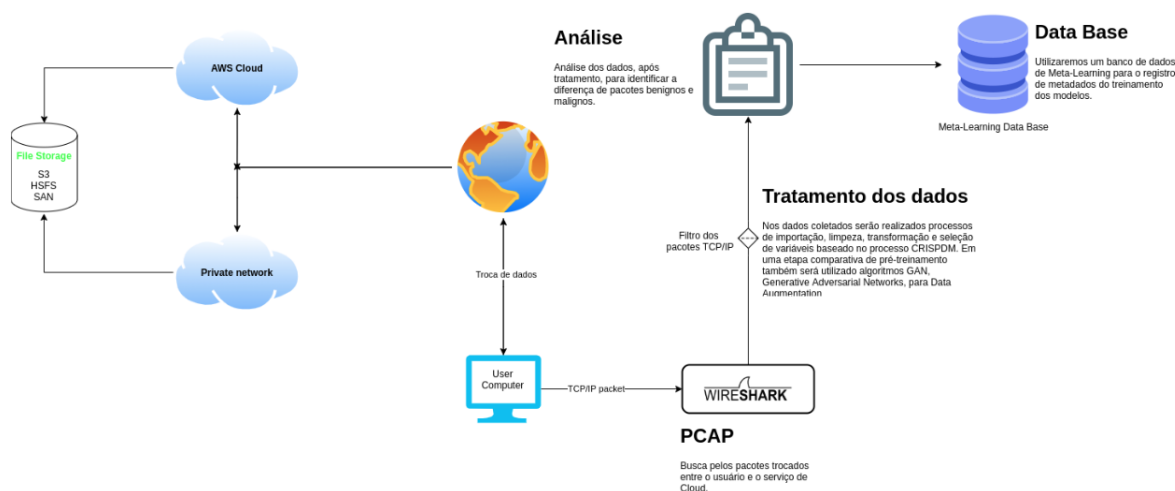 AWS Cloud
File Storage
S3
HSFS
SAN
Private network
Troca de dados
User
Computer
TCP/IP packet
WIRESHARK
PCAP
Busca pelos pacotes trocados
entre o usuário e o serviço de
Cloud.
Filtro dos
pacotes TCP/IP
Tratamento dos dados
Nos dados coletados serão realizados processos
de importação, limpeza, transformação e seleção
de variáveis baseado no processo CRISPDM. Em
uma etapa comparativa de pré-treinamento
também será utilizado algoritmos GAN,
Generative Adversarial Networks, para Data
Augmentation
Análise
Análise dos dados, após
tratamento, para identificar a
diferença de pacotes benignos e
malignos.
Data Base
Utilizaremos um banco de dados
de Meta-Learning para o registro
de metadados do treinamento
dos modelos.
Meta-Learning Data Base